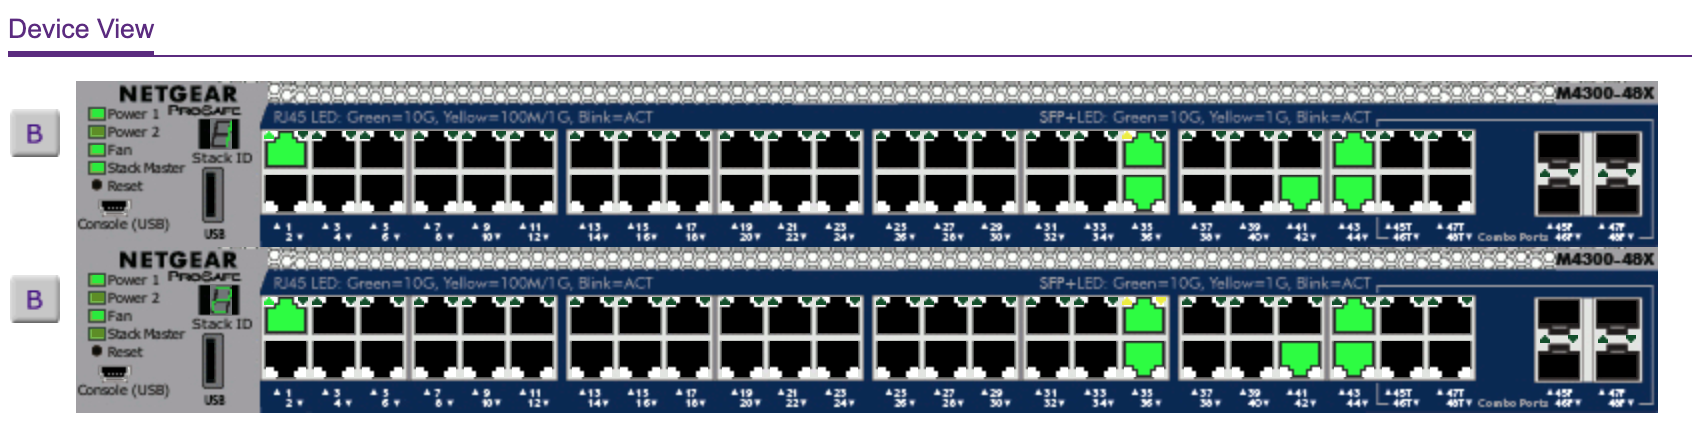 Device View
B
NETGEAR
PROSAFE
Power 1
Power 2
Fan
Stack Master
Reset
Console (USB)
Stack ID
USB
M4300-48X
RJ45 LED: Green=10G, Yellow=100M/1G, Blink=ACT
SFP+LED: Green=10G, Yellow=1G, Blink=ACT
1 3 5 7 9 11 13 15 17 19 21 23 25 27 29 31 33 35 37 39 41 43 45T 47T 45F 47F
2 4 6 8 10 12 14 16 18 20 22 24 26 28 30 32 34 36 38 40 42 44 46T 48T Combo Ports 46F 48F
B
NETGEAR
PROSAFE
Power 1
Power 2
Fan
Stack Master
Reset
Console (USB)
2
Stack ID
USB
M4300-48X
RJ45 LED: Green=10G, Yellow=100M/1G, Blink=ACT
SFP+LED: Green=10G, Yellow=1G, Blink=ACT
1 3 5 7 9 11 13 15 17 19 21 23 25 27 29 31 33 35 37 39 41 43 45T 47T 45F 47F
2 4 6 8 10 12 14 16 18 20 22 24 26 28 30 32 34 36 38 40 42 44 46T 48T Combo Ports 46F 48F